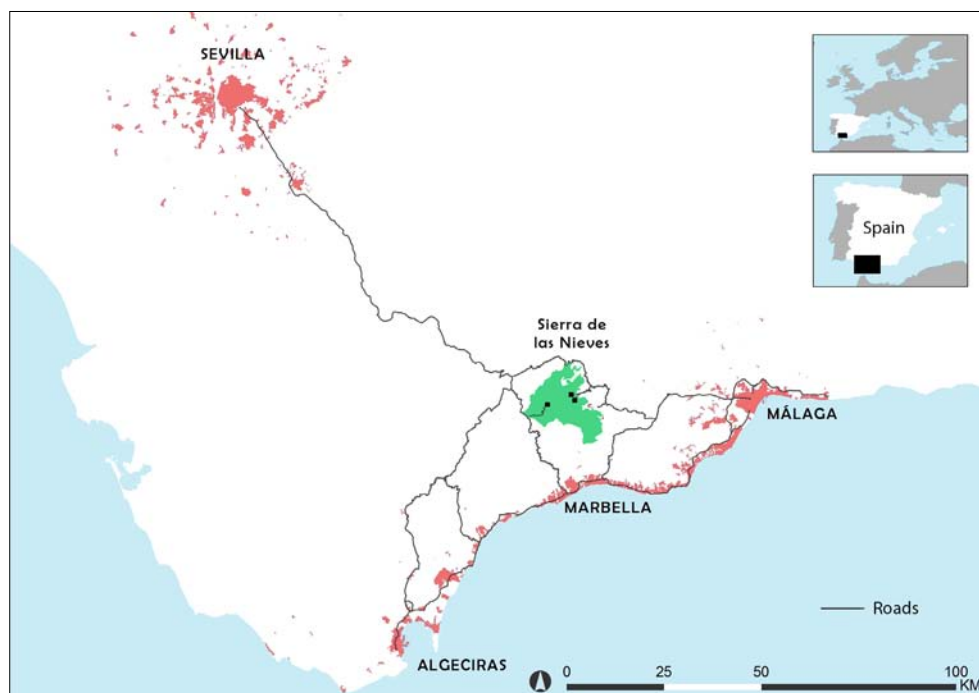 SEVILLA
Spain
Sierra de
las Nieves
MÁLAGA
MARBELLA
Roads
ALGECIRAS
0 25 50 100
KM